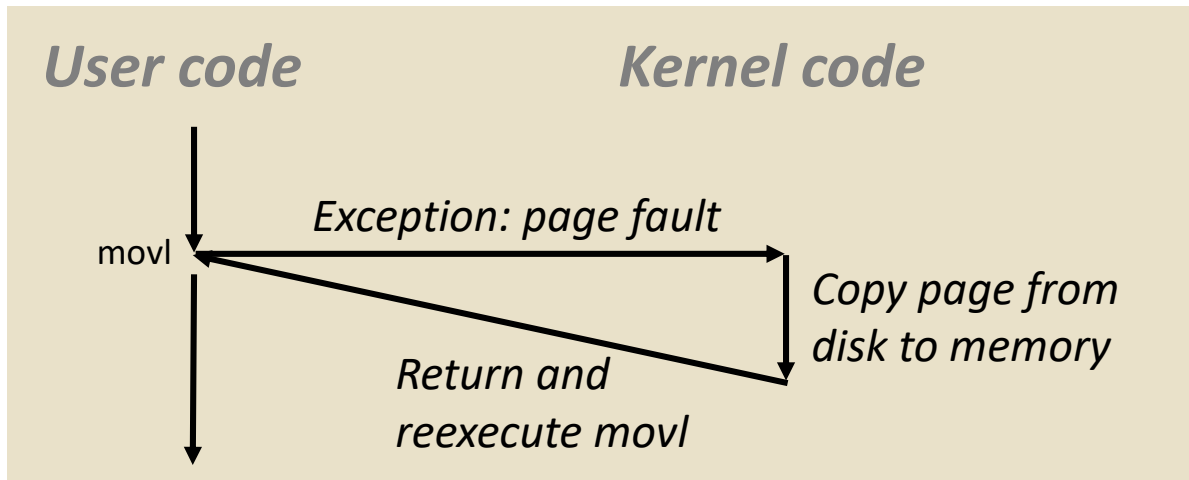 User code
Kernel code
Exception: page fault
movl
Copy page from
disk to memory
Return and
reexecute movl